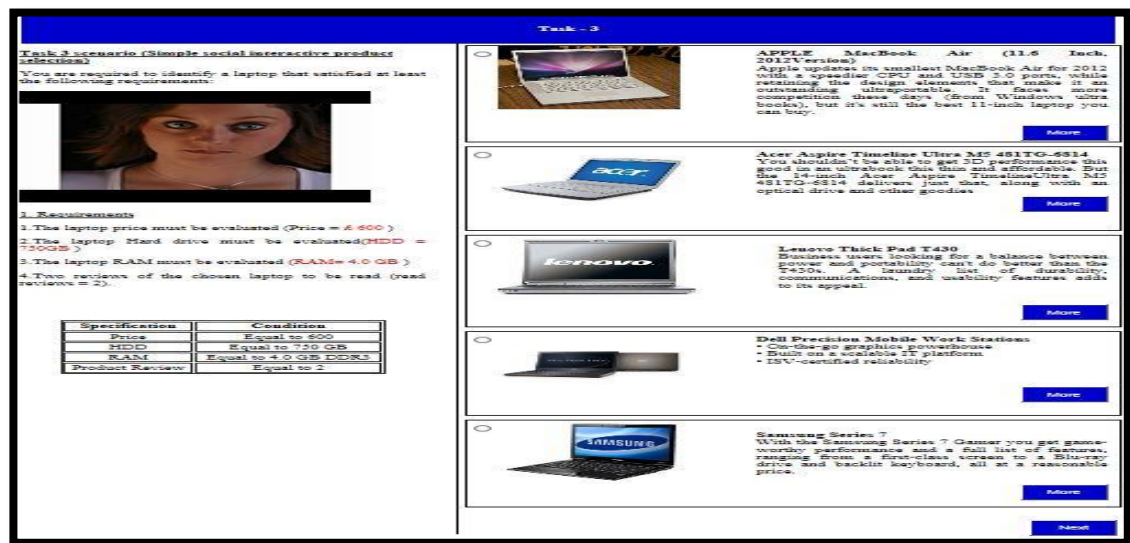 Task - 3
Task 3 scenario (Simple social interactive product
selection)
You are required to identify a laptop that satisfied at least
the following requirements:
1. Requirements
1.The laptop price must be evaluated (Price = £ 600 )
2.The laptop Hard drive must be evaluated(HDD =
750GB )
3.The laptop RAM must be evaluated (RAM= 4.0 GB )
4.Two reviews of the chosen laptop to be read (read
reviews = 2).
Specification Condition
Price Equal to 600
HDD Equal to 750 GB
RAM Equal to 4.0 GB DDR3
Product Review Equal to 2
APPLE MacBook Air (11.6 Inch,
2012Version)
Apple updates its smallest MacBook Air for 2012
with a speedier CPU and USB 3.0 ports, while
retaining the design elements that make it an
outstanding ultraportable. It faces more
competition these days (from Windows ultra
books), but it's still the best 11-inch laptop you
can buy.
More
acer
Acer Aspire Timeline Ultra M5 481TG-6814
You shouldn't be able to get 3D performance this
good in an ultrabook this thin and affordable. But
the 14-inch Acer Aspire TimelineUltra M5
481TG-6814 delivers just that, along with an
optical drive and other goodies
More
lenovo
Lenovo Thick Pad T430
Business users looking for a balance between
power and portability can't do better than the
T430s. A laundry list of durability,
communications, and usability features adds
to its appeal.
More
Dell Precision Mobile Work Stations
• On-the-go graphics powerhouse
• Built on a scalable IT platform
• ISV-certified reliability
More
SAMSUNG
Samsung Series 7
With the Samsung Series 7 Gamer you get game-
worthy performance and a full list of features,
ranging from a first-class screen to a Blu-ray
drive and backlit keyboard, all at a reasonable
price.
More
Next